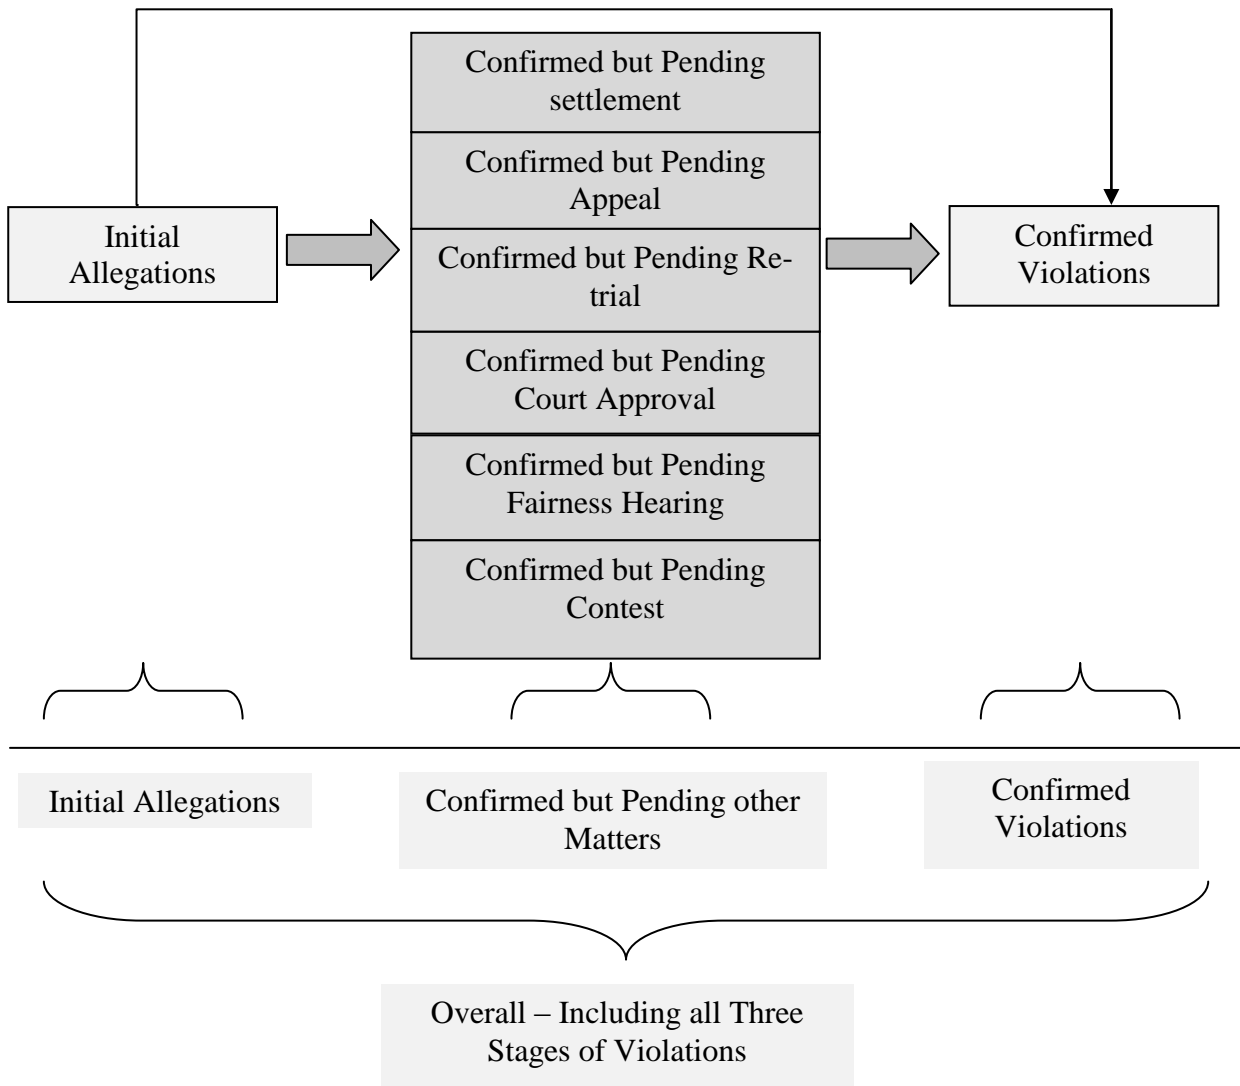 Confirmed but Pending
settlement
Confirmed but Pending
Appeal
Initial
Allegations
Confirmed but Pending Re-
trial
Confirmed
Violations
Confirmed but Pending
Court Approval
Confirmed but Pending
Fairness Hearing
Confirmed but Pending
Contest
Initial Allegations
Confirmed but Pending other
Matters
Confirmed
Violations
Overall – Including all Three
Stages of Violations